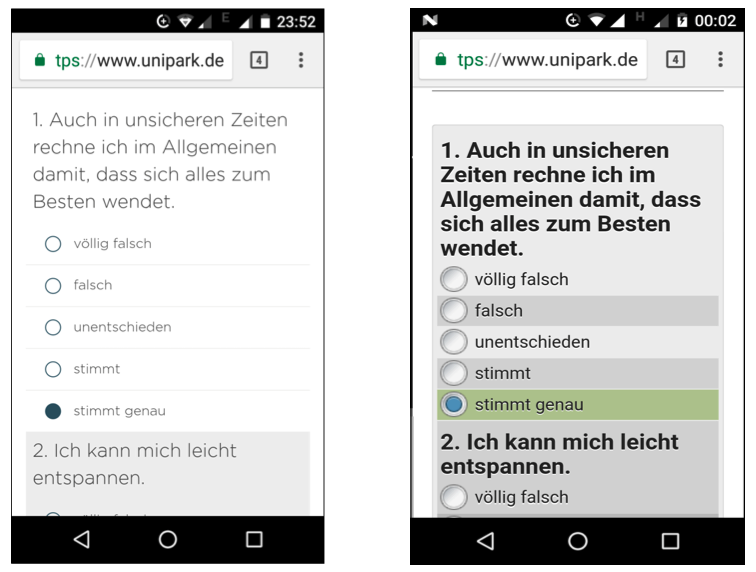 E 23:52
tps://www.unipark.de 4
1. Auch in unsicheren Zeiten
rechne ich im Allgemeinen
damit, dass sich alles zum
Besten wendet.
völlig falsch
falsch
unentschieden
stimmt
stimmt genau
2. Ich kann mich leicht
entspannen.
N H 00:02
tps://www.unipark.de 4
1. Auch in unsicheren
Zeiten rechne ich im
Allgemeinen damit, dass
sich alles zum Besten
wendet.
völlig falsch
falsch
unentschieden
stimmt
stimmt genau
2. Ich kann mich leicht
entspannen.
völlig falsch